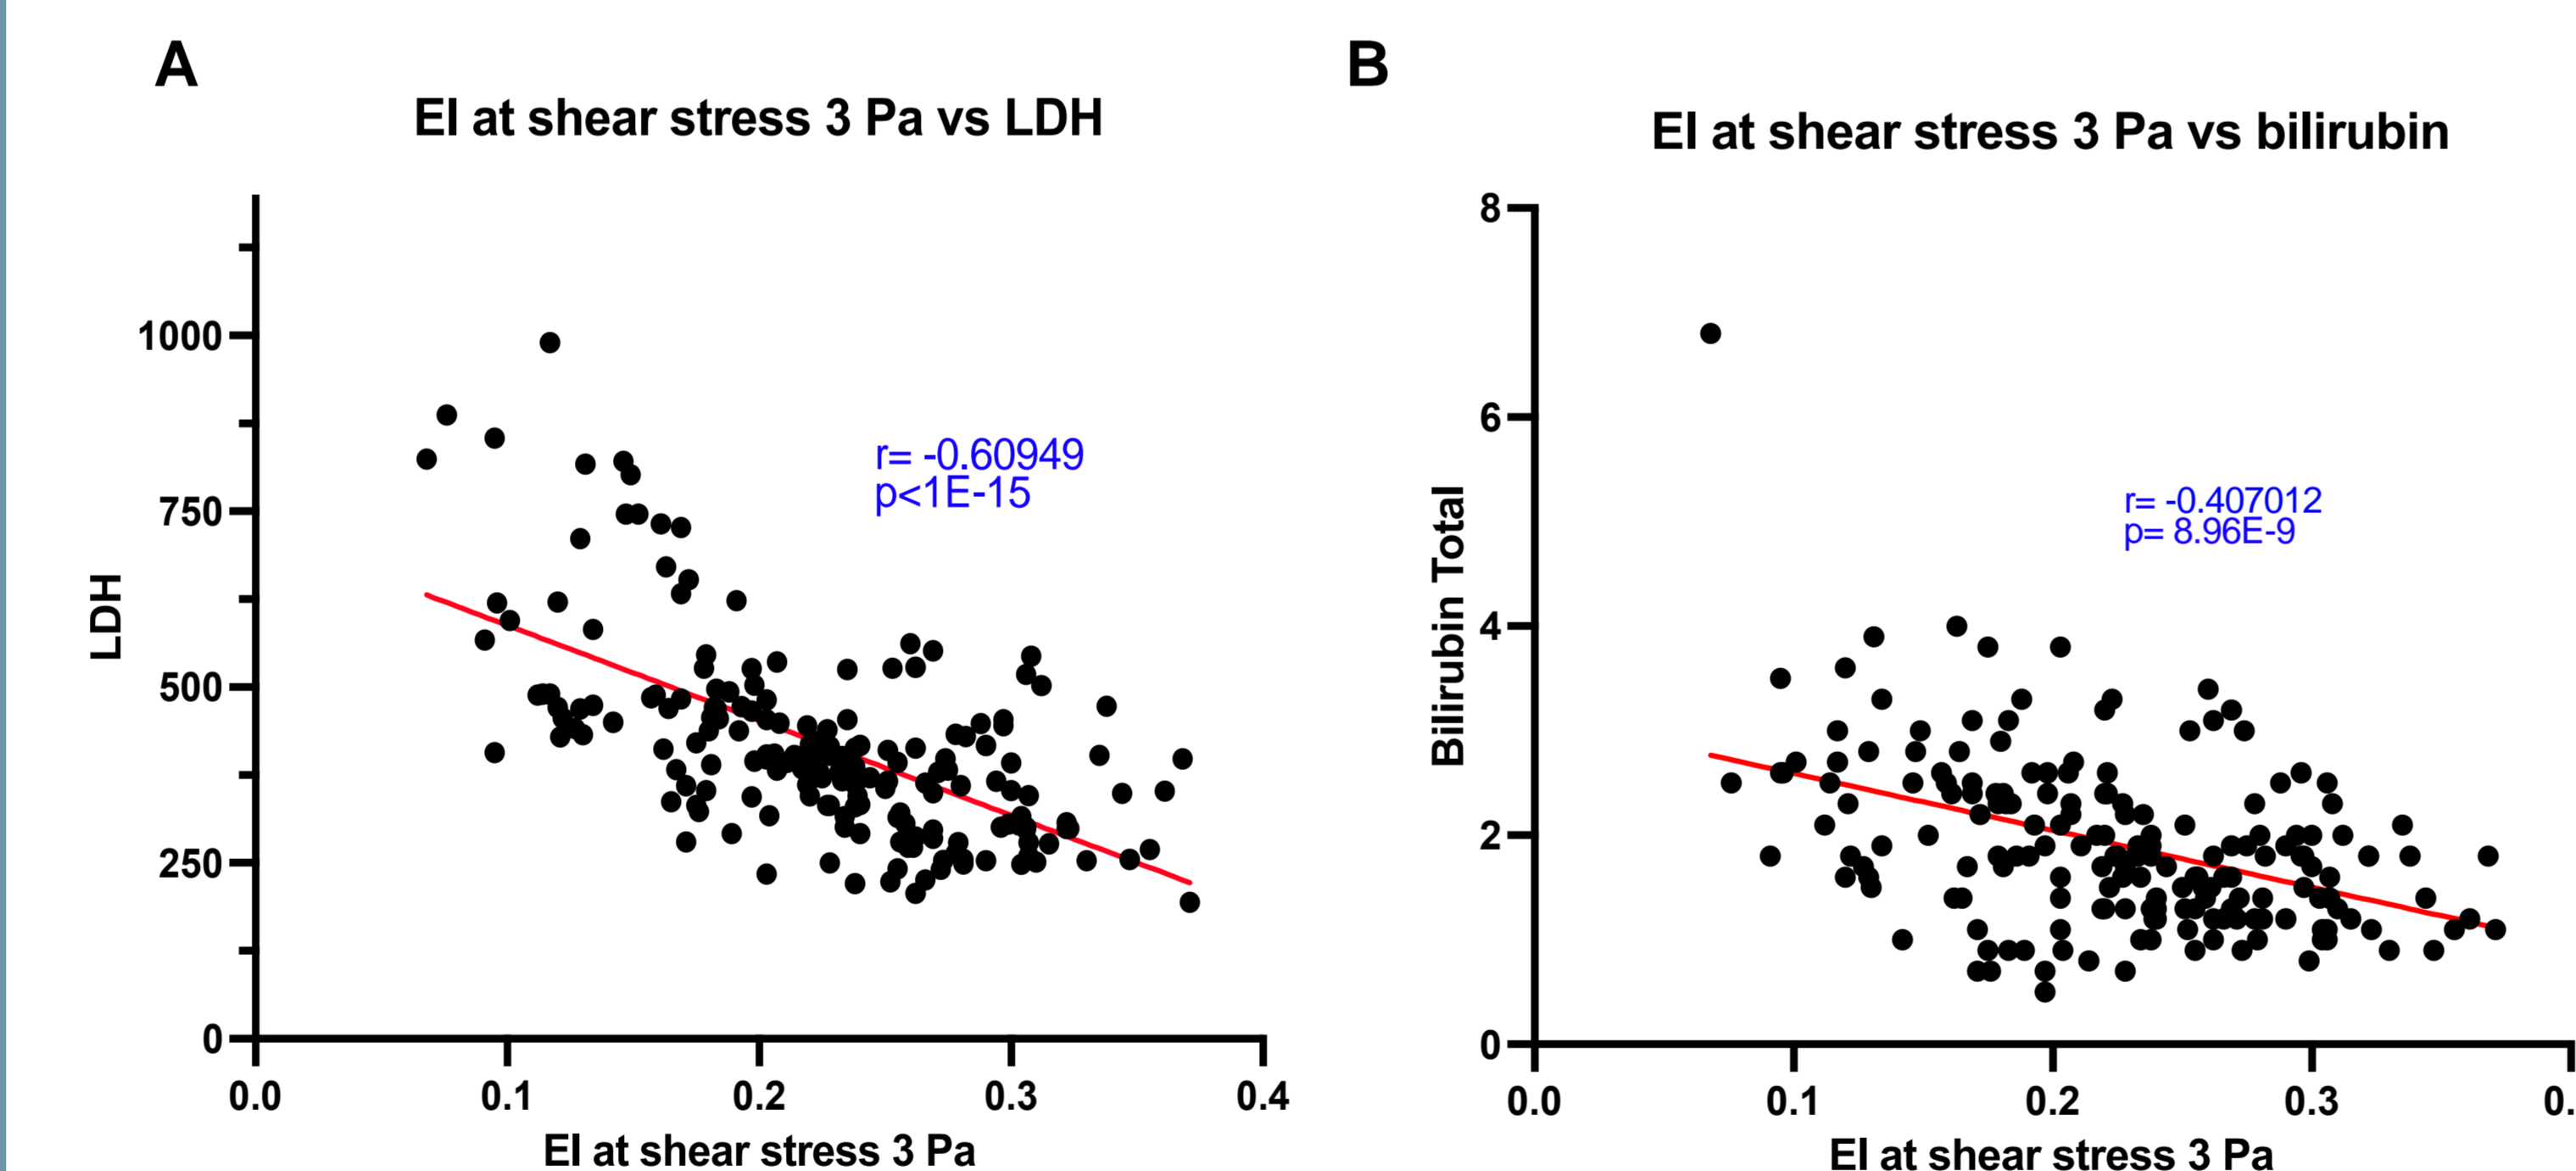 A
EI at shear stress 3 Pa vs LDH
1000
750
500
250
0
LDH
r= -0.60949
p<1E-15
0.0 0.1 0.2 0.3 0.4
EI at shear stress 3 Pa
B
EI at shear stress 3 Pa vs bilirubin
8
6
4
2
0
Bilirubin Total
r= -0.407012
p= 8.96E-9
0.0 0.1 0.2 0.3 0.
EI at shear stress 3 Pa